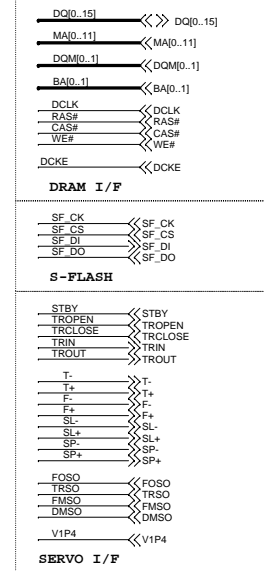 DQ[0..15] DQ[0..15]
MA[0..11] MA[0..11]
DQM[0..1] DQM[0..1]
BA[0..1] BA[0..1]
DCLK DCLK
RAS# RAS#
CAS# CAS#
WE# WE#
DCKE DCKE
DRAM I/F
SF_CK SF_CK
SF_CS SF_CS
SF_DI SF_DI
SF_DO SF_DO
S-FLASH
STBY STBY
TROPEN TROPEN
TRCLOSE TRCLOSE
TRIN TRIN
TROUT TROUT
T- T-
T+ T+
F- F-
F+ F+
SL- SL-
SL+ SL+
SP- SP-
SP+ SP+
FOSO FOSO
TRSO TRSO
FMSO FMSO
DMSO DMSO
V1P4 V1P4
SERVO I/F